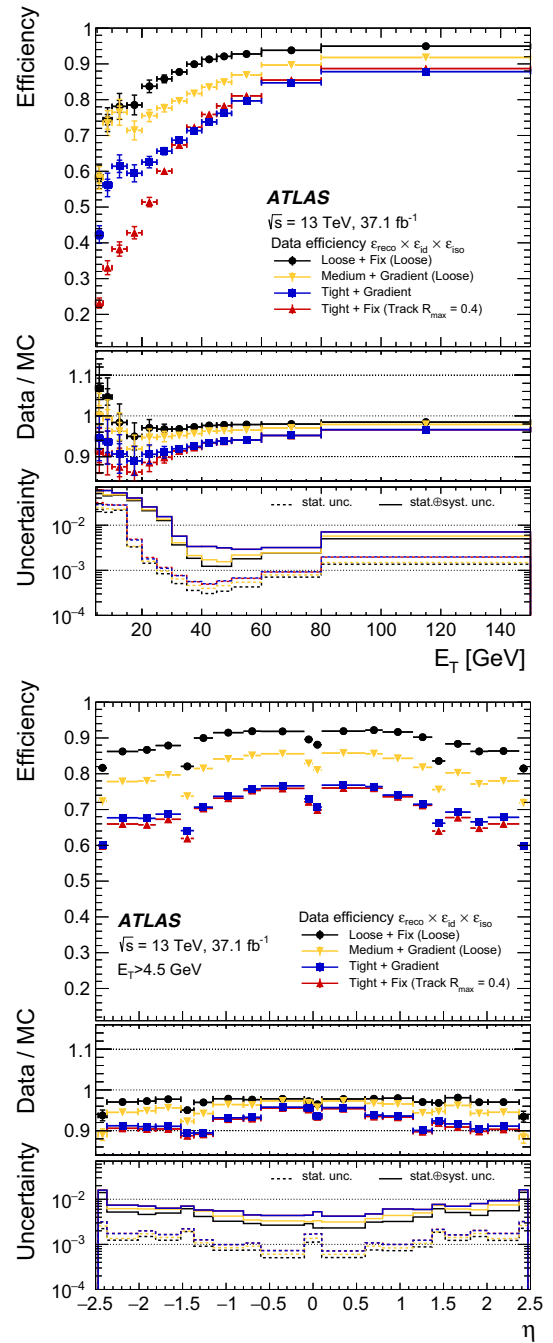 Efficiency
1
0.9
0.8
0.7
0.6
0.5
0.4
0.3
0.2
ATLAS
√s = 13 TeV, 37.1 fb⁻¹
Data efficiency ε_reco × ε_id × ε_iso
Loose + Fix (Loose)
Medium + Gradient (Loose)
Tight + Gradient
Tight + Fix (Track R_max = 0.4)
Data / MC
1.1
1
0.9
Uncertainty
stat. unc.
stat.⊕syst. unc.
10⁻²
10⁻³
10⁻⁴
20 40 60 80 100 120 140
E_T [GeV]
Efficiency
1
0.9
0.8
0.7
0.6
0.5
0.4
0.3
0.2
ATLAS
√s = 13 TeV, 37.1 fb⁻¹
E_T>4.5 GeV
Data efficiency ε_reco × ε_id × ε_iso
Loose + Fix (Loose)
Medium + Gradient (Loose)
Tight + Gradient
Tight + Fix (Track R_max = 0.4)
Data / MC
1.1
1
0.9
Uncertainty
stat. unc.
stat.⊕syst. unc.
10⁻²
10⁻³
10⁻⁴
−2.5 −2 −1.5 −1 −0.5 0 0.5 1 1.5 2 2.5
η